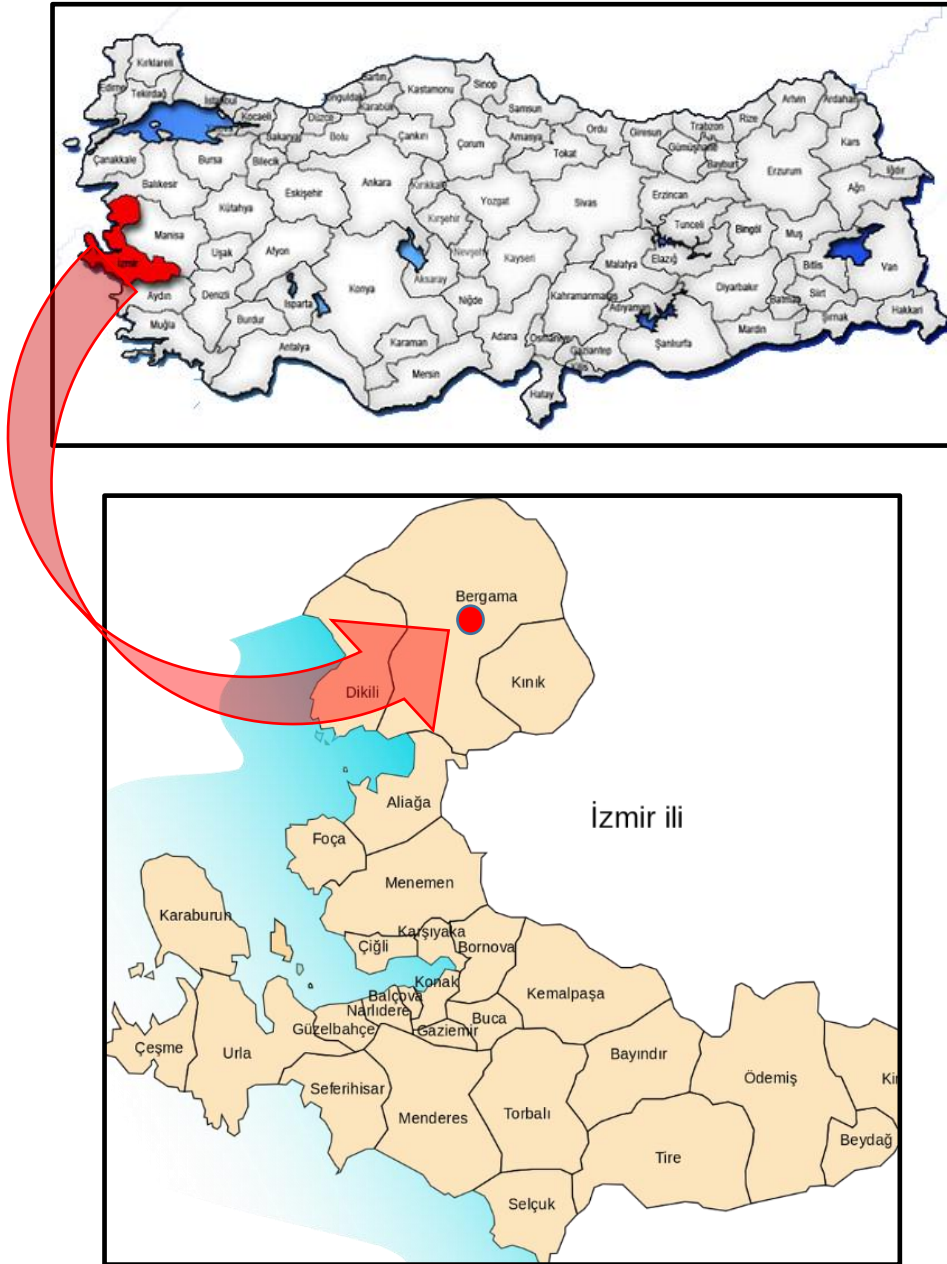 Kırklareli
Edirne
Tekirdağ
İstanbul
Kocaeli
Düzce
Bartın
Karabük
Kastamonu
Sinop
Samsun
Artvin
Ardahan
Sakarya
Bolu
Çankırı
Çorum
Amasya
Tokat
Ordu
Giresun
Trabzon
Rize
Gümüşhane
Bayburt
Kars
Iğdır
Çanakkale
Bursa
Bilecik
Balıkesir
Kütahya
Eskişehir
Ankara
Kırıkkale
Yozgat
Sivas
Erzincan
Erzurum
Ağrı
Manisa
Uşak
Afyon
Kırşehir
Nevşehir
Kayseri
Tunceli
Bingöl
Muş
Elazığ
Malatya
Bitlis
Van
İzmir
Aydın
Denizli
Isparta
Konya
Aksaray
Niğde
Kahramanmaraş
Adıyaman
Diyarbakır
Batman
Siirt
Şırnak
Hakkari
Muğla
Burdur
Antalya
Karaman
Mersin
Adana
Osmaniye
Gaziantep
Kilis
Şanlıurfa
Mardin
Hatay
Bergama
Dikili
Kınık
Aliağa
İzmir ili
Foça
Menemen
Karaburun
Karşıyaka
Çiğli
Bornova
Konak
Kemalpaşa
Balçova
Narlıdere
Buca
Güzelbahçe
Gaziemir
Çeşme
Urla
Bayındır
Ödemiş
Kir
Seferihisar
Menderes
Torbalı
Beydağ
Tire
Selçuk